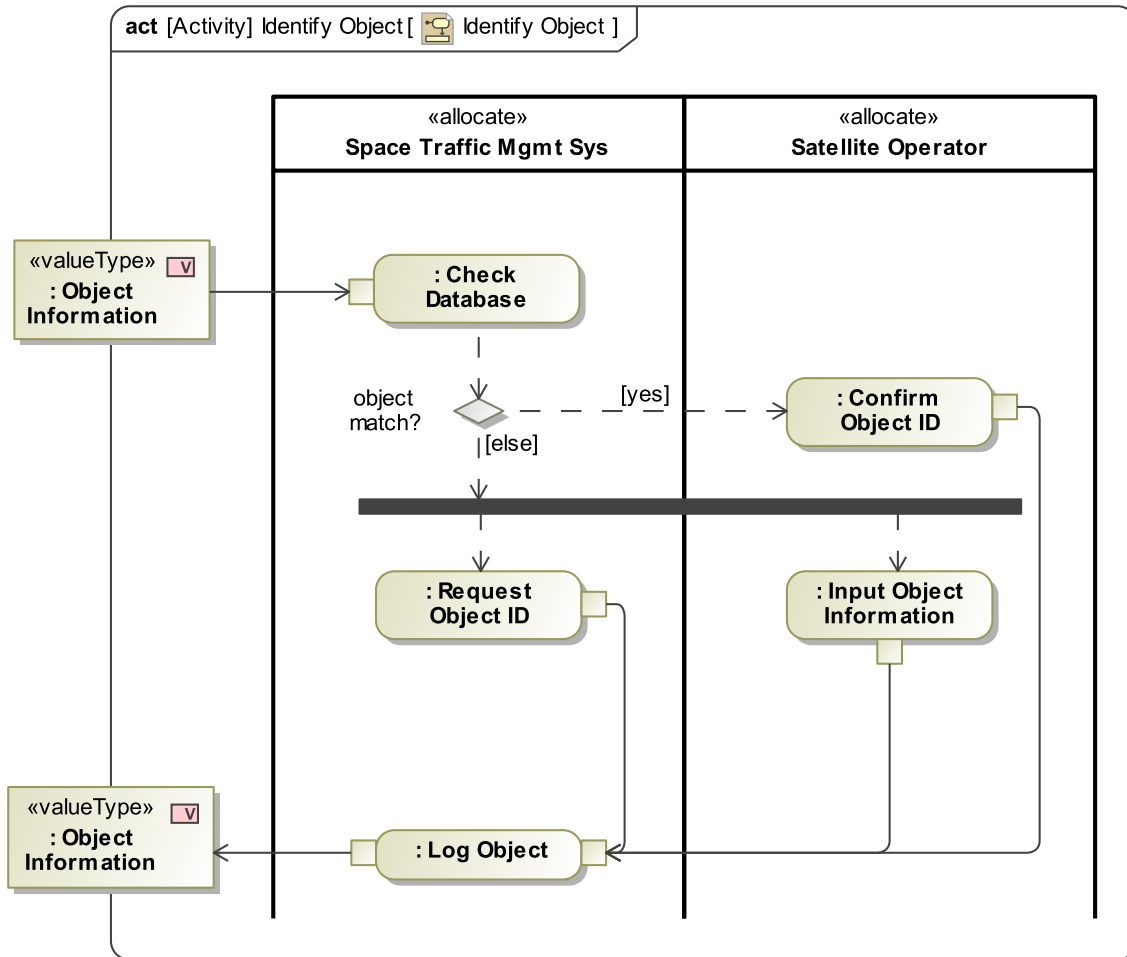 act [Activity] Identify Object [ Identify Object ]
«allocate»
Space Traffic Mgmt Sys
«allocate»
Satellite Operator
«valueType»
V
: Object
Information
: Check
Database
object
match?
[yes]
[else]
: Confirm
Object ID
: Request
Object ID
: Input Object
Information
«valueType»
V
: Object
Information
: Log Object